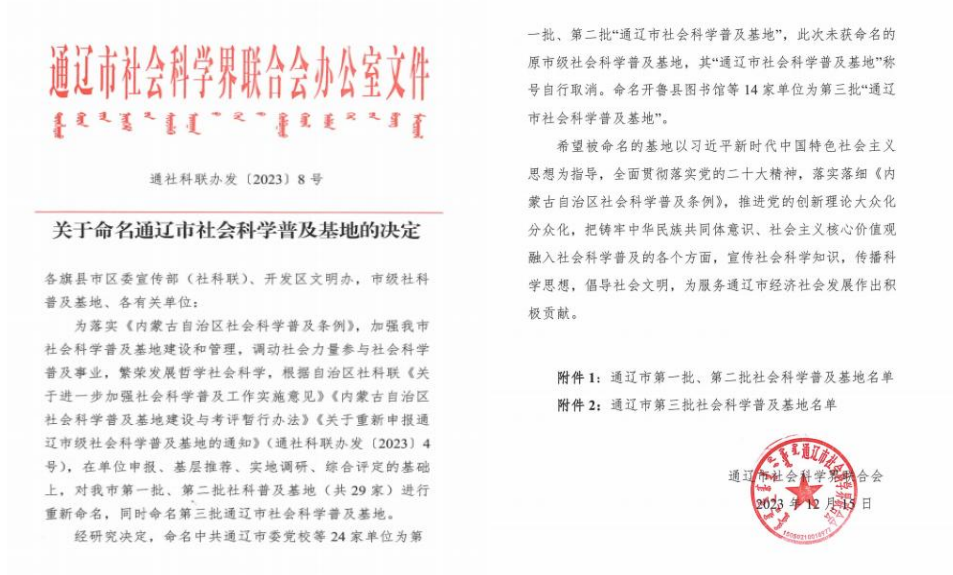 通辽市社会科学界联合会办公室文件
通社科联办发〔2023〕8 号
关于命名通辽市社会科学普及基地的决定
各旗县市区委宣传部（社科联）、开发区文明办，市级社科
普及基地、各有关单位：
为落实《内蒙古自治区社会科学普及条例》，加强我市
社会科学普及基地建设和管理，调动社会力量参与社会科学
普及事业，繁荣发展哲学社会科学，根据自治区社科联《关
于进一步加强社会科学普及工作实施意见》《内蒙古自治区
社会科学普及基地建设与考评暂行办法》《关于重新申报通
辽市级社会科学普及基地的通知》（通社科联办发〔2023〕4
号），在单位申报、基层推荐、实地调研、综合评定的基础
上，对我市第一批、第二批社科普及基地（共 29 家）进行
重新命名，同时命名第三批通辽市社会科学普及基地。
经研究决定，命名中共通辽市委党校等 24 家单位为第
一批、第二批“通辽市社会科学普及基地”，此次未获命名的
原市级社会科学普及基地，其“通辽市社会科学普及基地”称
号自行取消。命名开鲁县图书馆等 14 家单位为第三批“通辽
市社会科学普及基地”。
希望被命名的基地以习近平新时代中国特色社会主义
思想为指导，全面贯彻落实党的二十大精神，落实落细《内
蒙古自治区社会科学普及条例》，推进党的创新理论大众化
分众化，把铸牢中华民族共同体意识、社会主义核心价值观
融入社会科学普及的各个方面，宣传社会科学知识，传播科
学思想，倡导社会文明，为服务通辽市经济社会发展作出积
极贡献。
附件 1：通辽市第一批、第二批社会科学普及基地名单
附件 2：通辽市第三批社会科学普及基地名单
通辽市社会科学界联合会
2023 年 12 月 15 日